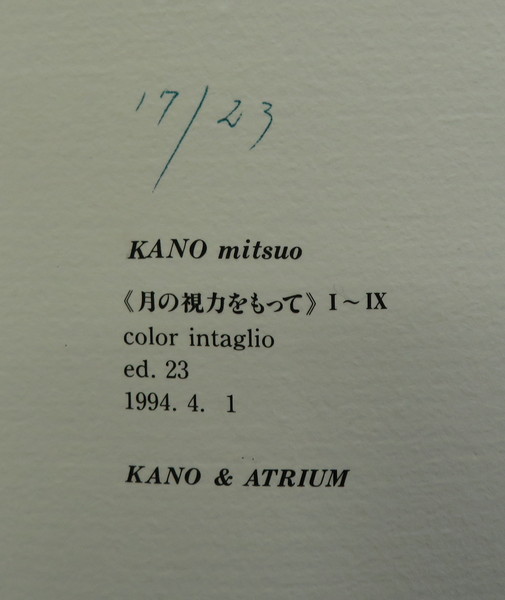 17/23
KANO mitsuo
《月の視力をもって》I～IX
color intaglio
ed. 23
1994. 4. 1
KANO & ATRIUM